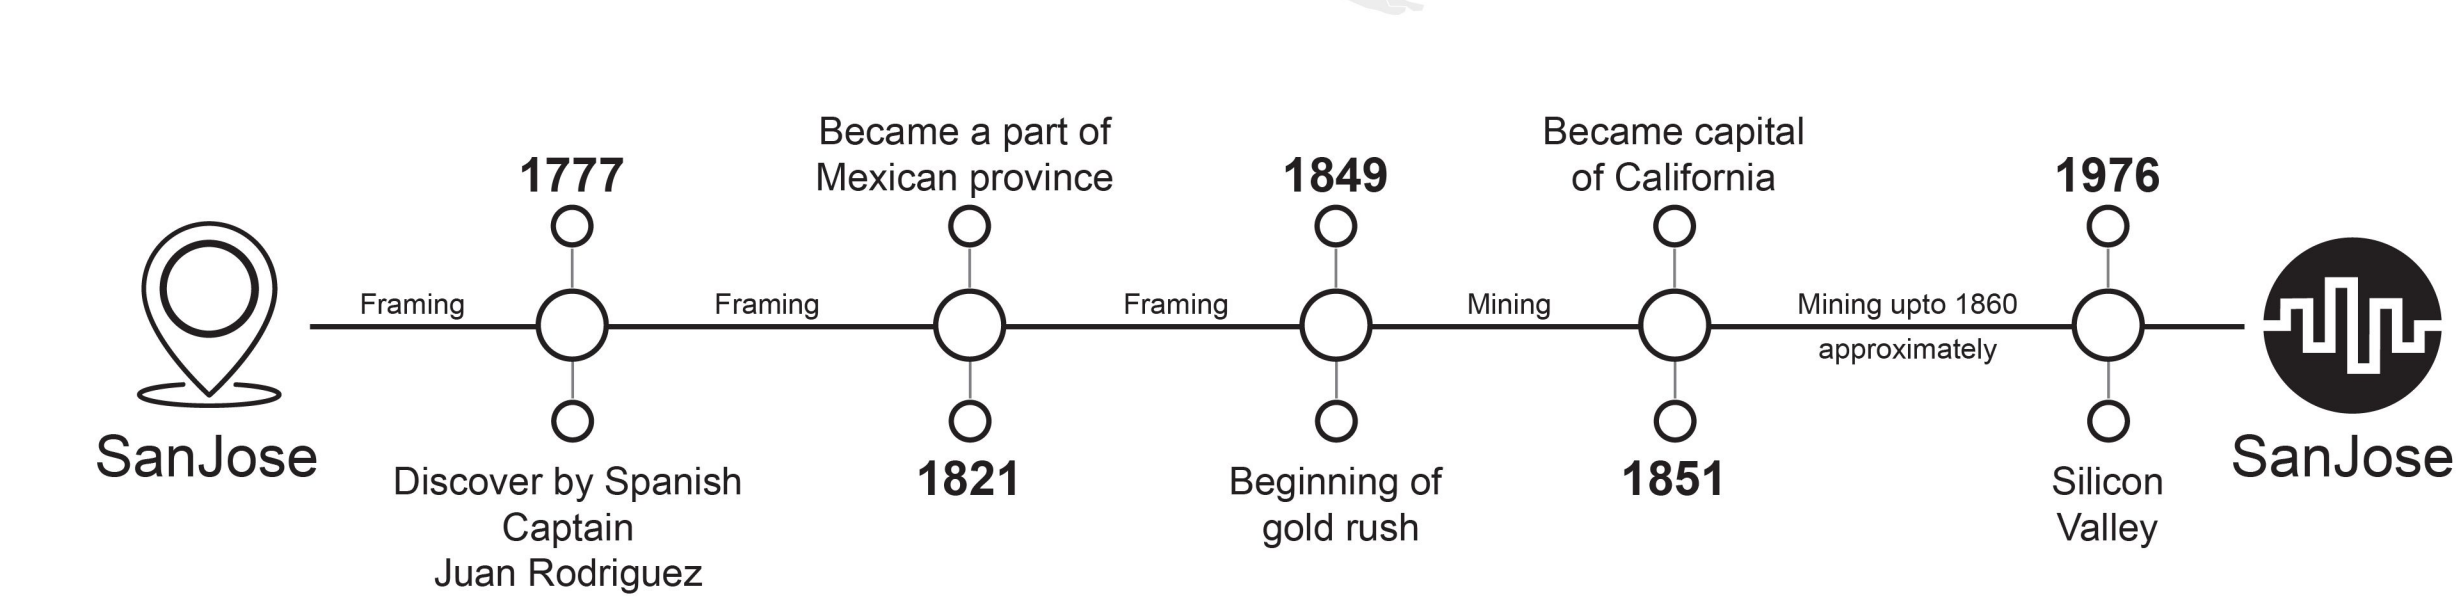 SanJose
Framing
1777
Discover by Spanish
Captain
Juan Rodriguez
Framing
Became a part of
Mexican province
1821
Framing
1849
Beginning of
gold rush
Mining
Became capital
of California
1851
Mining upto 1860
approximately
1976
Silicon
Valley
SanJose